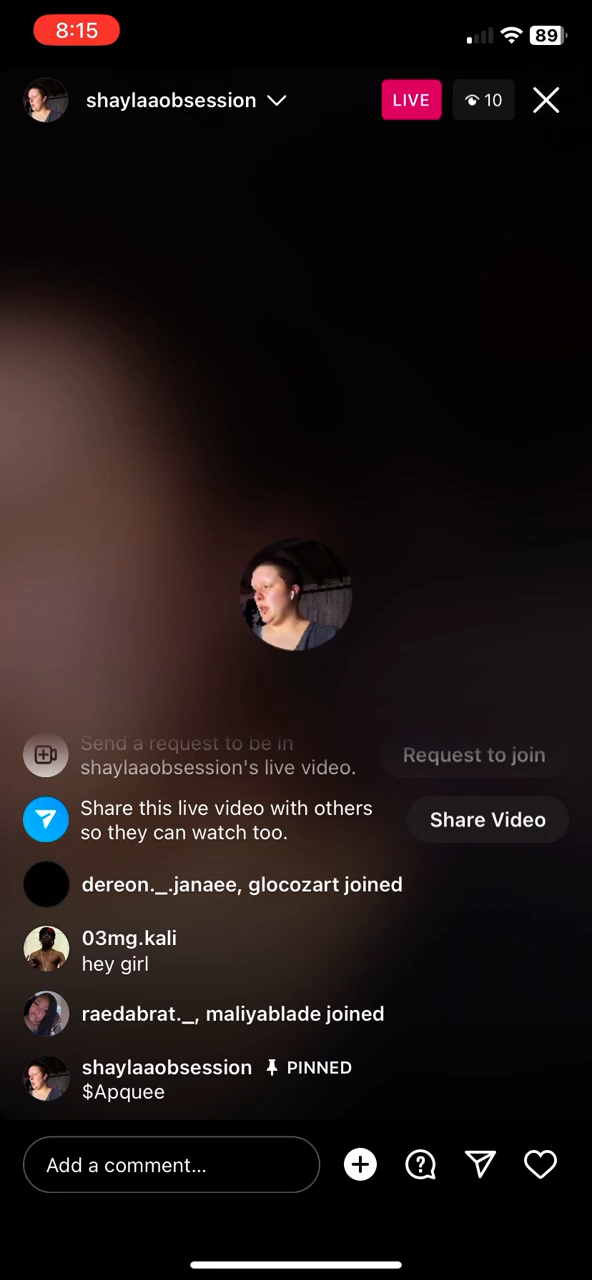 8:15
89
shaylaaobsession
LIVE
10
Send a request to be in
shaylaaobsession's live video.
Request to join
Share this live video with others
so they can watch too.
Share Video
dereon._.janaee, glocozart joined
03mg.kali
hey girl
raedabrat._, maliyablade joined
shaylaaobsession PINNED
$Apquee
Add a comment...